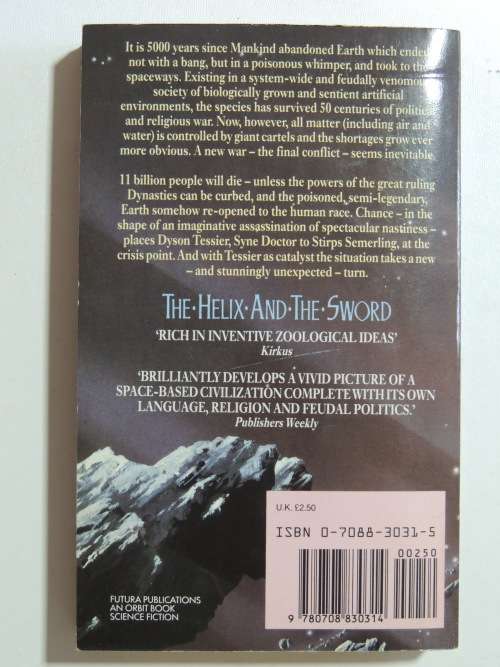 It is 5000 years since Mankind abandoned Earth which ended
not with a bang, but in a poisonous whimper, and took to the
spaceways. Existing in a system-wide and feudally venomous
society of biologically grown and sentient artificial
environments, the species has survived 50 centuries of political
and religious war. Now, however, all matter (including air and
water) is controlled by giant cartels and the shortages grow ever
more obvious. A new war – the final conflict – seems inevitable.
11 billion people will die – unless the powers of the great ruling
Dynasties can be curbed, and the poisoned, semi-legendary,
Earth somehow re-opened to the human race. Chance – in the
shape of an imaginative assassination of spectacular nastiness –
places Dyson Tessier, Syne Doctor to Stirps Semerling, at the
crisis point. And with Tessier as catalyst the situation takes a new
– and stunningly unexpected – turn.
THE·HELIX·AND·THE·SWORD
‘RICH IN INVENTIVE ZOOLOGICAL IDEAS’
Kirkus
‘BRILLIANTLY DEVELOPS A VIVID PICTURE OF A
SPACE-BASED CIVILIZATION COMPLETE WITH ITS OWN
LANGUAGE, RELIGION AND FEUDAL POLITICS.’
Publishers Weekly
U.K. £2.50
ISBN 0-7088-3031-5
00250
9 780708 830314
FUTURA PUBLICATIONS
AN ORBIT BOOK
SCIENCE FICTION